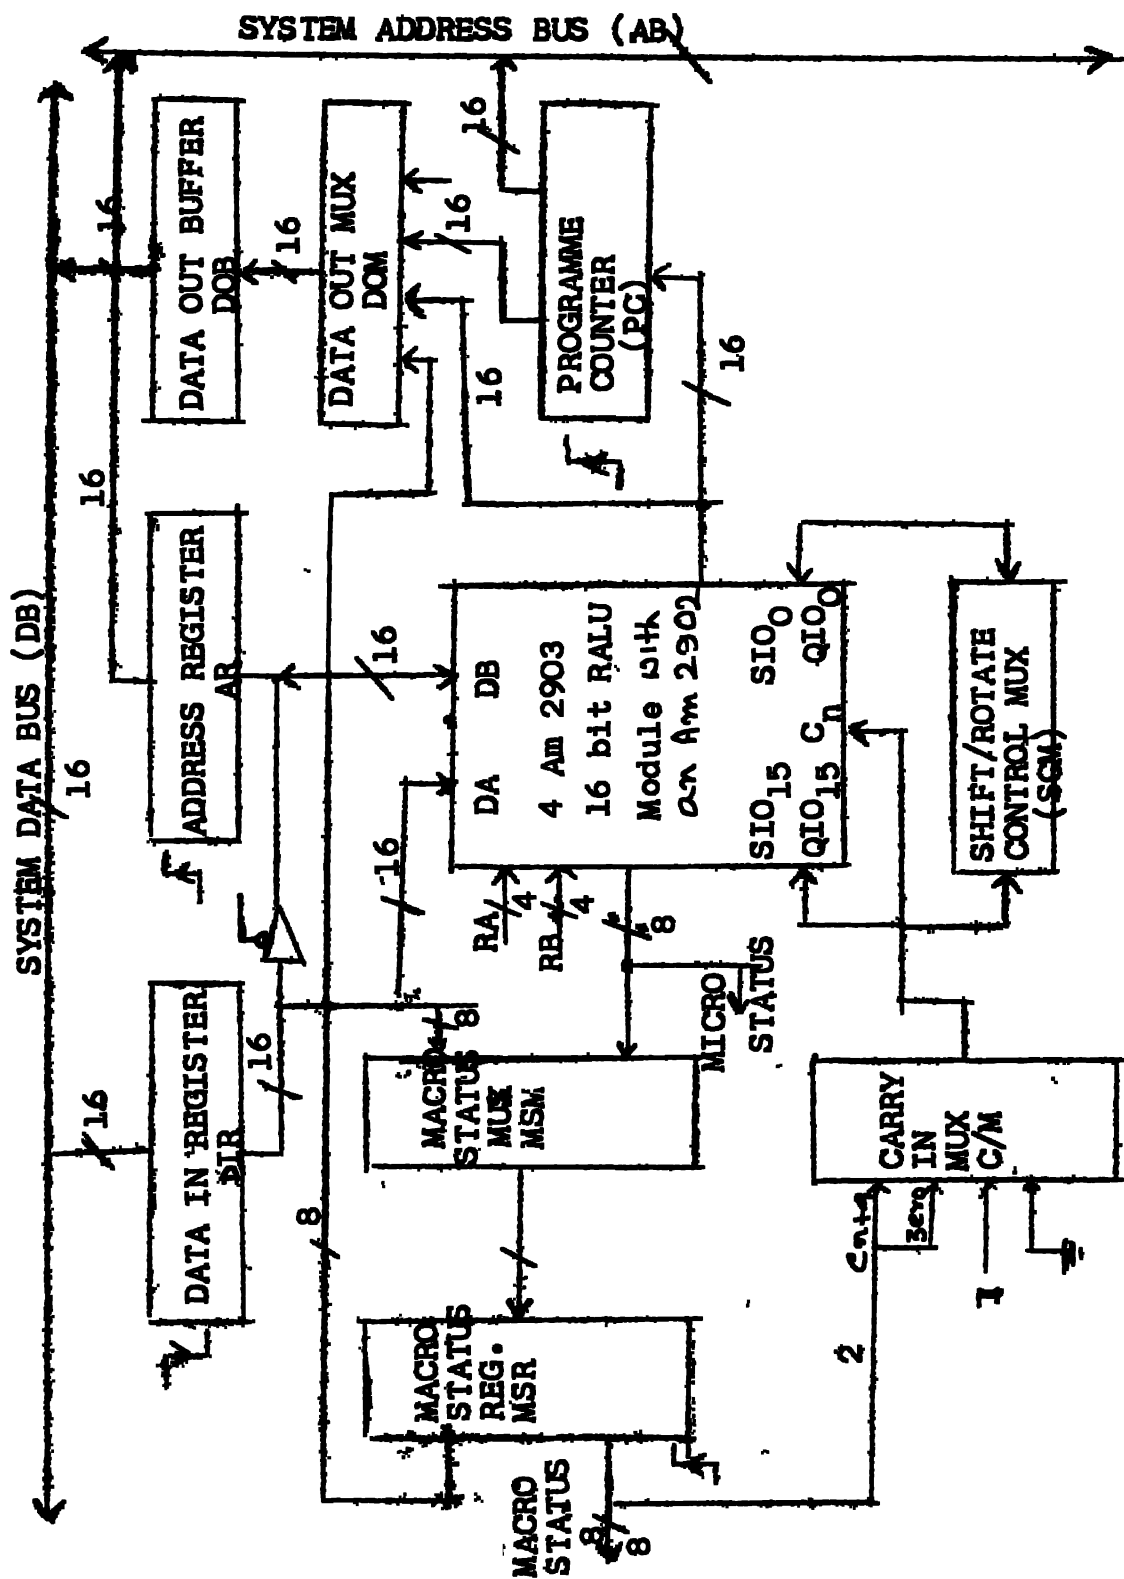 SYSTEM ADDRESS BUS (AB)
SYSTEM DATA BUS (DB)
16
16
DATA IN REGISTER
DIR
16
ADDRESS REGISTER
AR
16
16
DATA OUT BUFFER
DOB
16
DATA OUT MUX
DOM
16
16
16
PROGRAMME
COUNTER
(PC)
16
16
16
DA
DB
4 Am 2903
16 bit RALU
Module with
an Am 2902
SIO15
SIO0
QIO15
Cn
QIO0
RA
4
RB
4
8
MICRO
STATUS
8
MACRO
STATUS
MUX
MSM
8
MACRO
STATUS
REG.
MSR
MACRO
STATUS
8
8
2
Cn+4
zero
1
CARRY
IN
MUX
C/M
SHIFT/ROTATE
CONTROL MUX
(SCM)